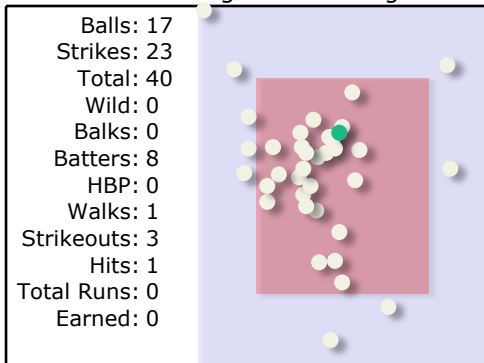 Balls: 17
Strikes: 23
Total: 40
Wild: 0
Balks: 0
Batters: 8
HBP: 0
Walks: 1
Strikeouts: 3
Hits: 1
Total Runs: 0
Earned: 0